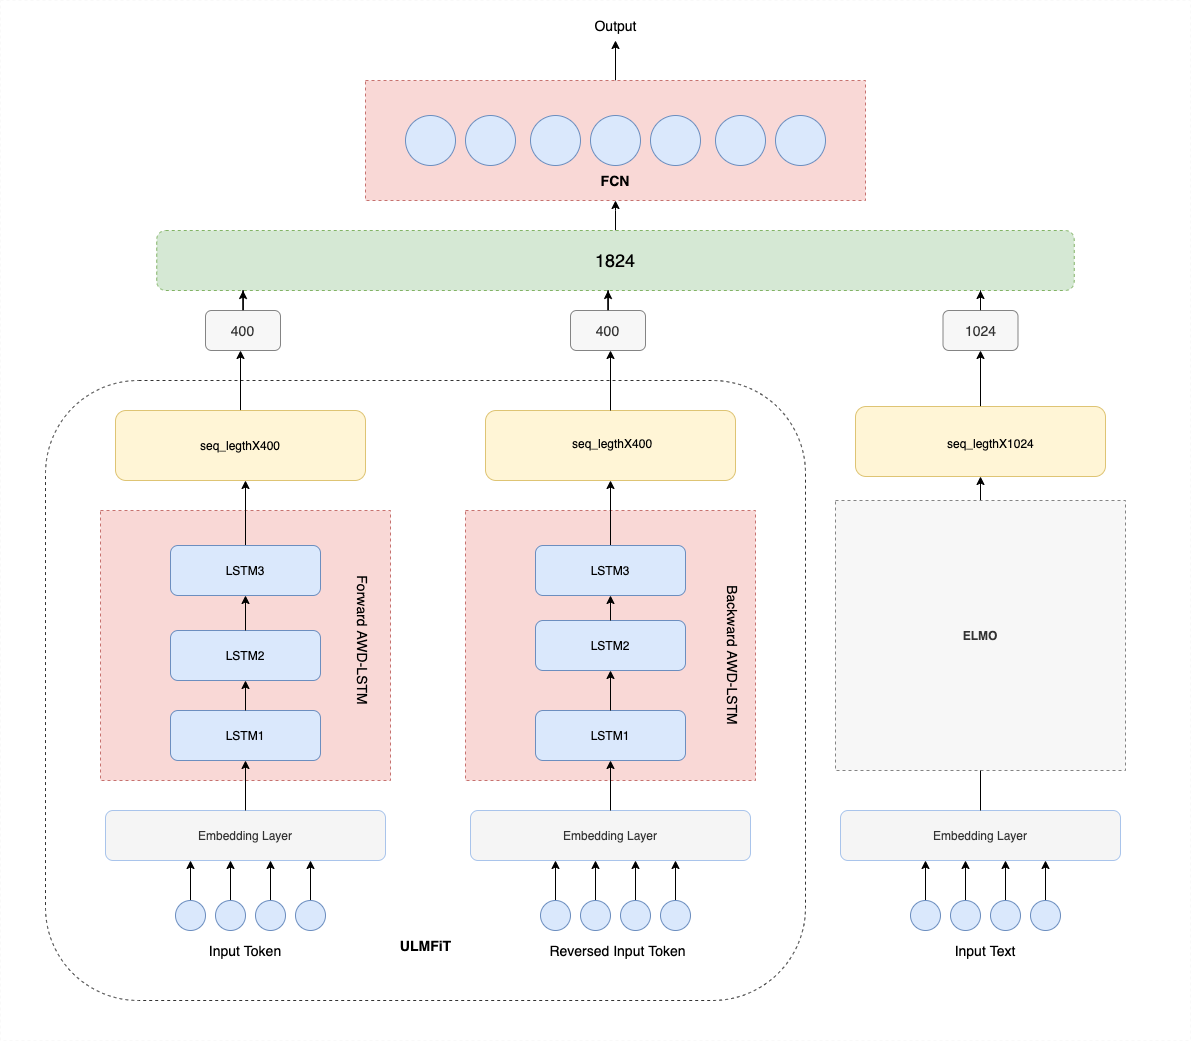 Output
FCN
1824
400
400
1024
seq_legthX400
seq_legthX400
seq_legthX1024
LSTM3
LSTM2
LSTM1
Forward AWD-LSTM
LSTM3
LSTM2
LSTM1
Backward AWD-LSTM
ELMO
Embedding Layer
Embedding Layer
Embedding Layer
Input Token
ULMFiT
Reversed Input Token
Input Text